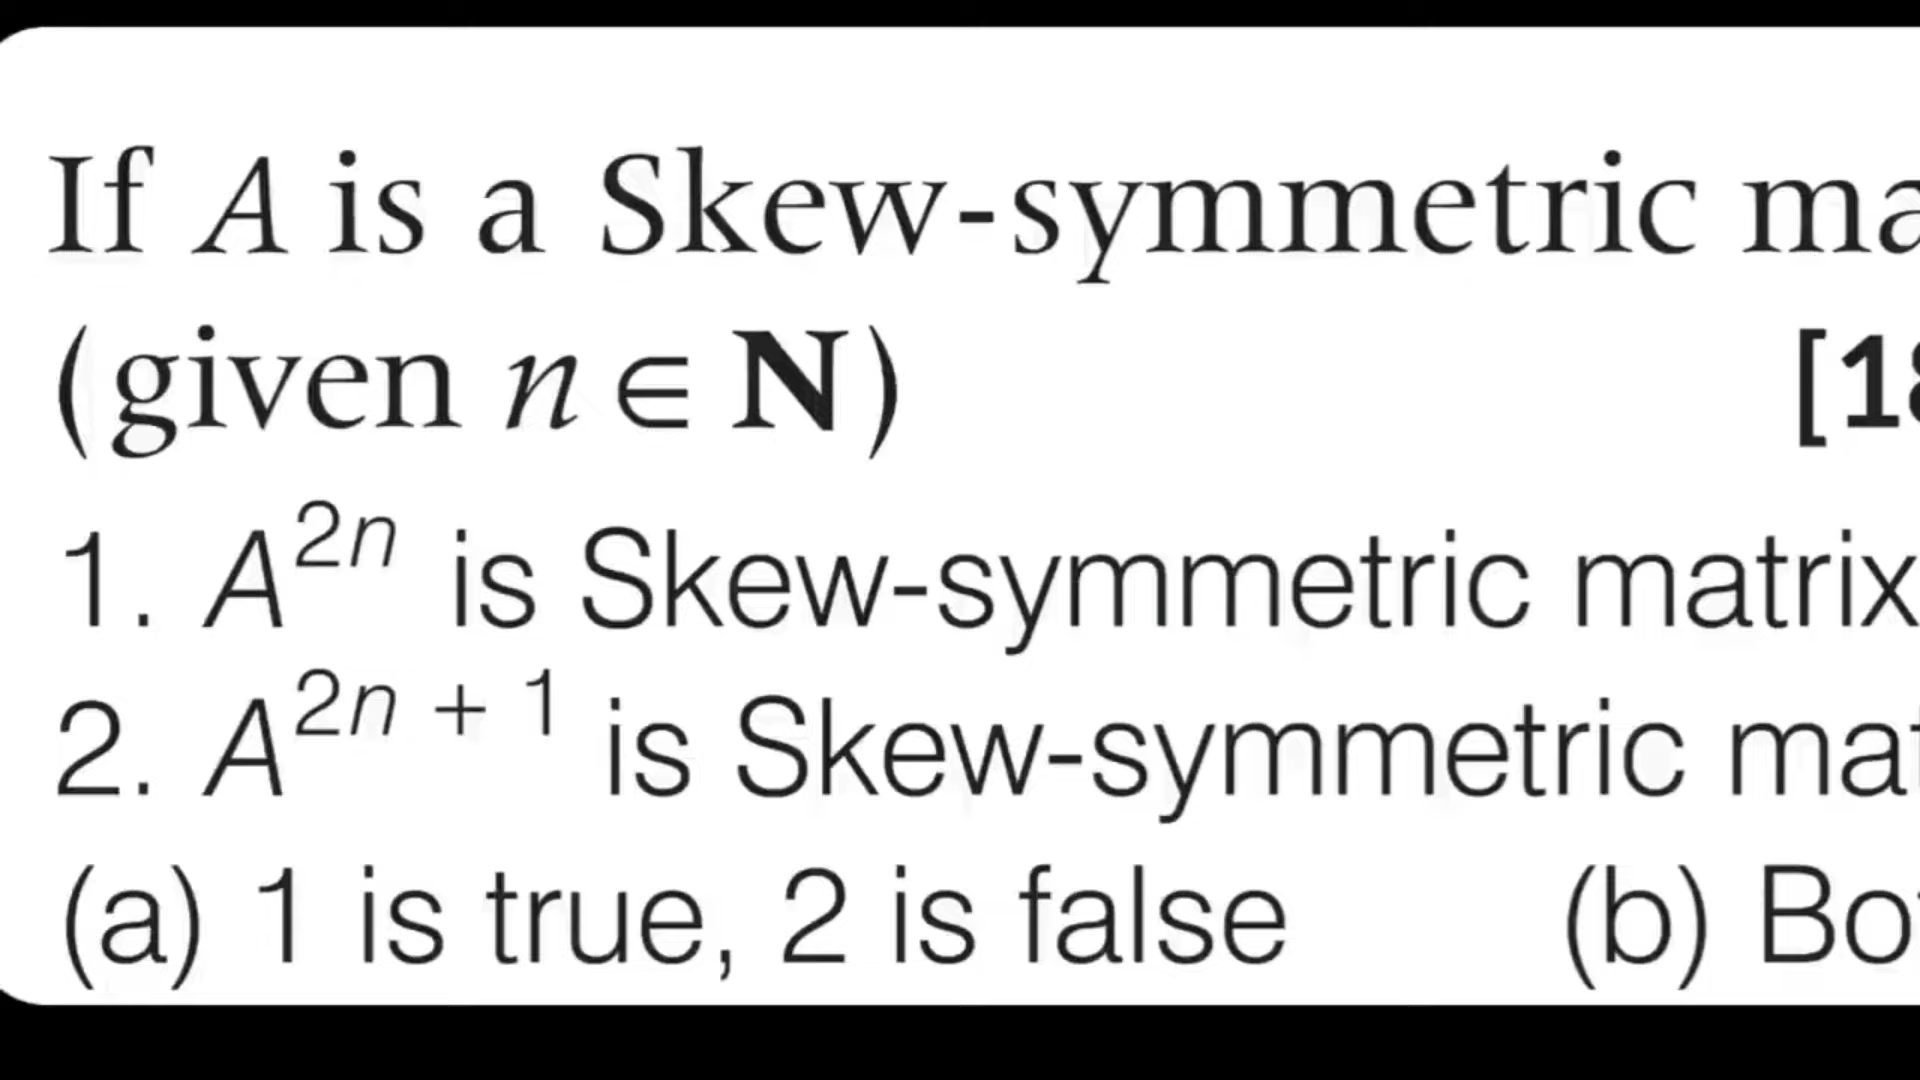 If A is a Skew-symmetric
(given n ∈ N)
1. A^{2n} is Skew-symmetric matrix
2. A^{2n + 1} is Skew-symmetric
(a) 1 is true, 2 is false (b)